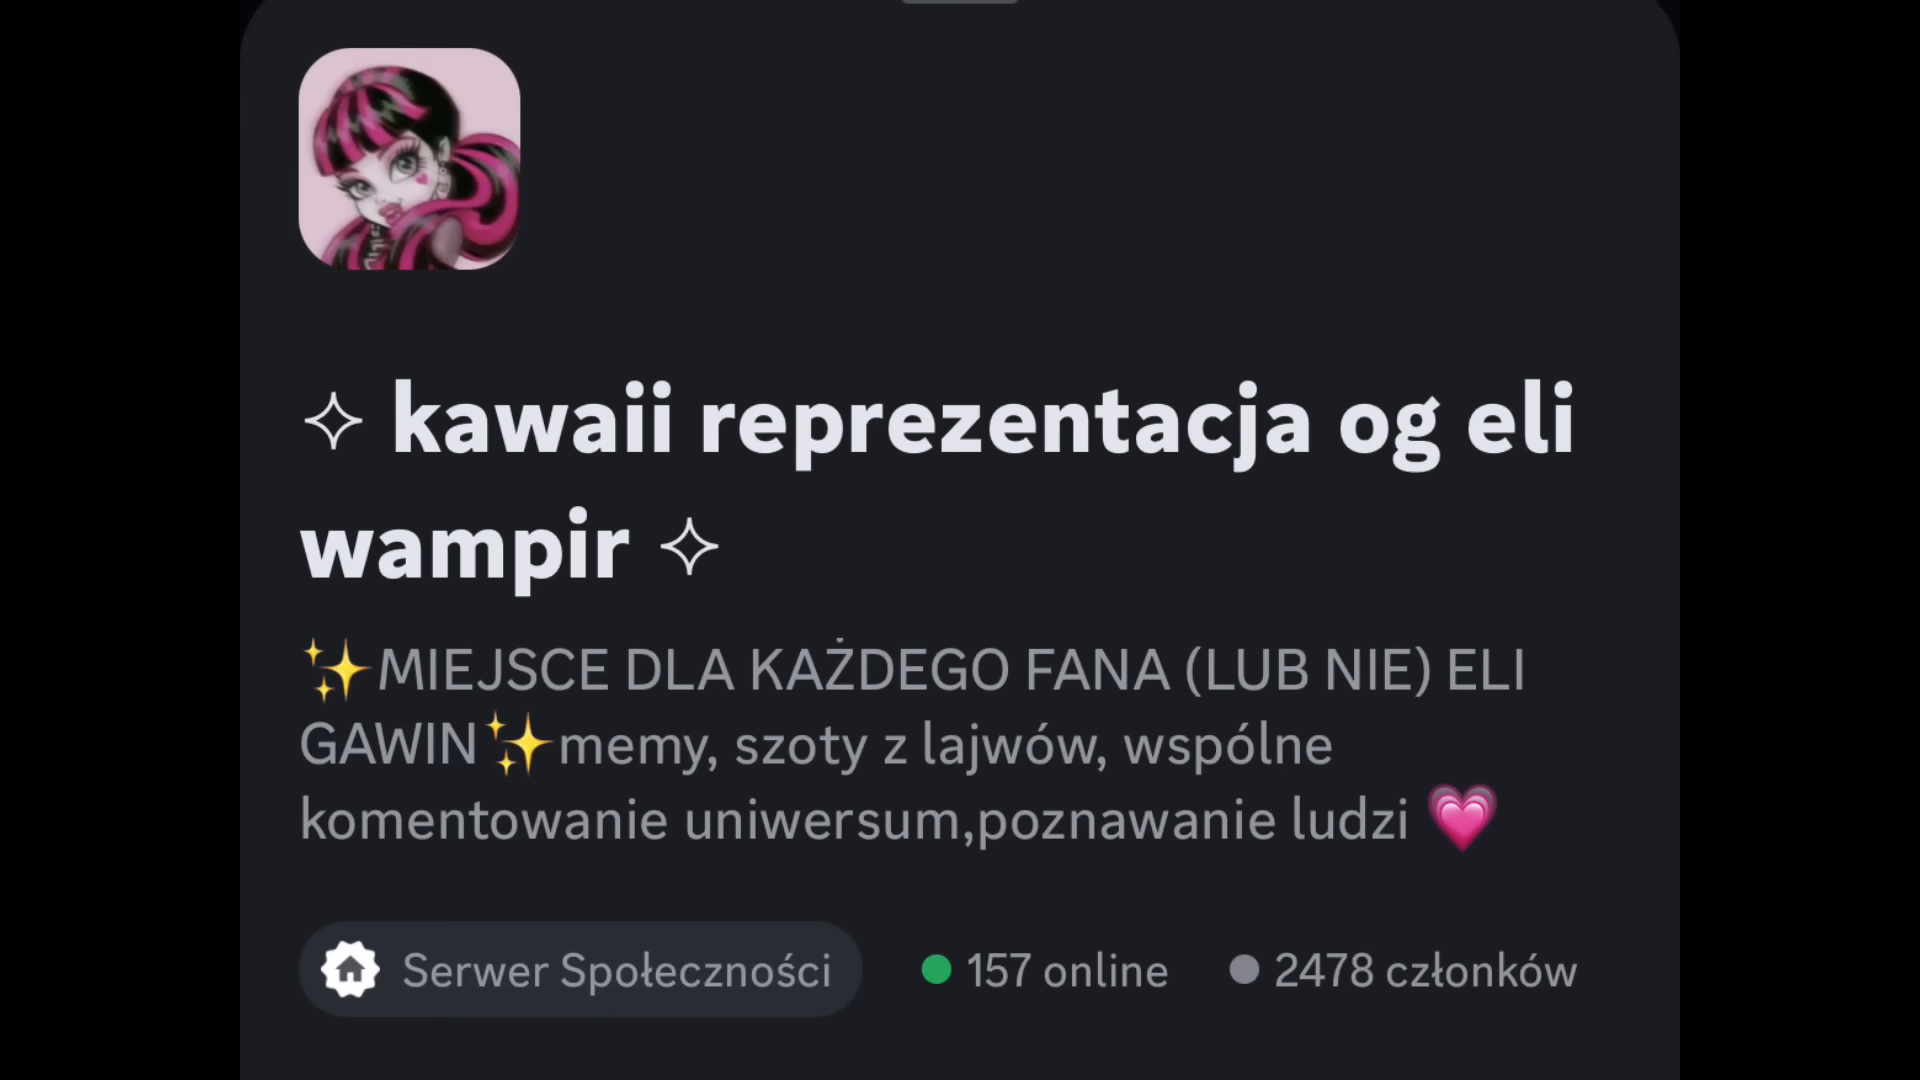 ✧ kawaii reprezentacja og eli
wampir ✧
✨MIEJSCE DLA KAŻDEGO FANA (LUB NIE) ELI
GAWIN✨memy, szoty z lajwów, wspólne
komentowanie uniwersum,poznawanie ludzi 💗
Serwer Społeczności 157 online 2478 członków